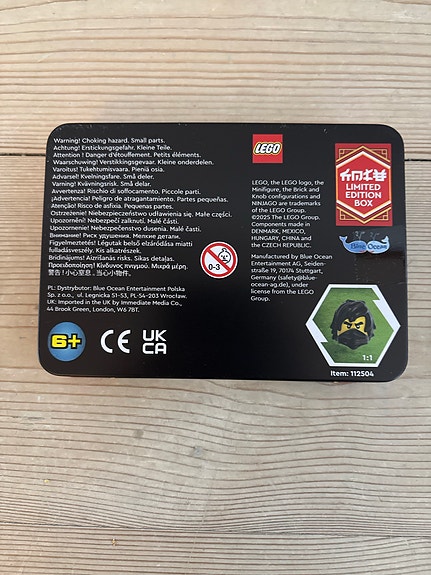 Warning! Choking hazard. Small parts.
Achtung! Erstickungsgefahr. Kleine Teile.
Attention ! Danger d'étouffement. Petits éléments.
Waarschuwing! Verstikkingsgevaar. Kleine onderdelen.
Varoitus! Tukehtumisvaara. Pieniä osia.
Advarsel! Kvælningsfare. Små dele.
Varning! Kvävningsrisk. Små delar.
Avvertenza! Rischio di soffocamento. Piccole parti.
¡Advertencia! Peligro de atragantamiento. Partes pequeñas.
Atenção! Risco de asfixia. Pequenas partes.
Ostrzeżenie! Niebezpieczeństwo udławienia się. Małe części.
Upozornění! Nebezpečí zalknutí. Malé části.
Upozornenie! Nebezpečenstvo dusenia. Malé časti.
Внимание! Риск удушения. Мелкие детали.
Figyelmeztetés! Légutak belső elzáródása miatti
fulladásveszély. Kis alkatrészek.
Brīdinājums! Aizrīšanās risks. Sīkas detaļas.
Προειδοποίηση! Κίνδυνος πνιγμού. Μικρά μέρη.
警告! 小心窒息，当心小物件。
0-3
PL: Dystrybutor: Blue Ocean Entertainment Polska
Sp. z o.o., ul. Legnicka 51-53, PL-54-203 Wrocław.
UK: Imported in the UK by Immediate Media Co.,
44 Brook Green, London, W6 7BT.
6+
CE
UK
CA
LEGO
LEGO, the LEGO logo, the
Minifigure, the Brick and
Knob configurations and
NINJAGO are trademarks
of the LEGO Group.
©2025 The LEGO Group.
Components made in
DENMARK, MEXICO,
HUNGARY, CHINA and
the CZECH REPUBLIC.
Manufactured by Blue Ocean
Entertainment AG, Seiden-
straße 19, 70174 Stuttgart,
Germany (safety@blue-
ocean-ag.de), under
license from the LEGO
Group.
LIMITED
EDITION
BOX
Blue Ocean
1:1
Item: 112504